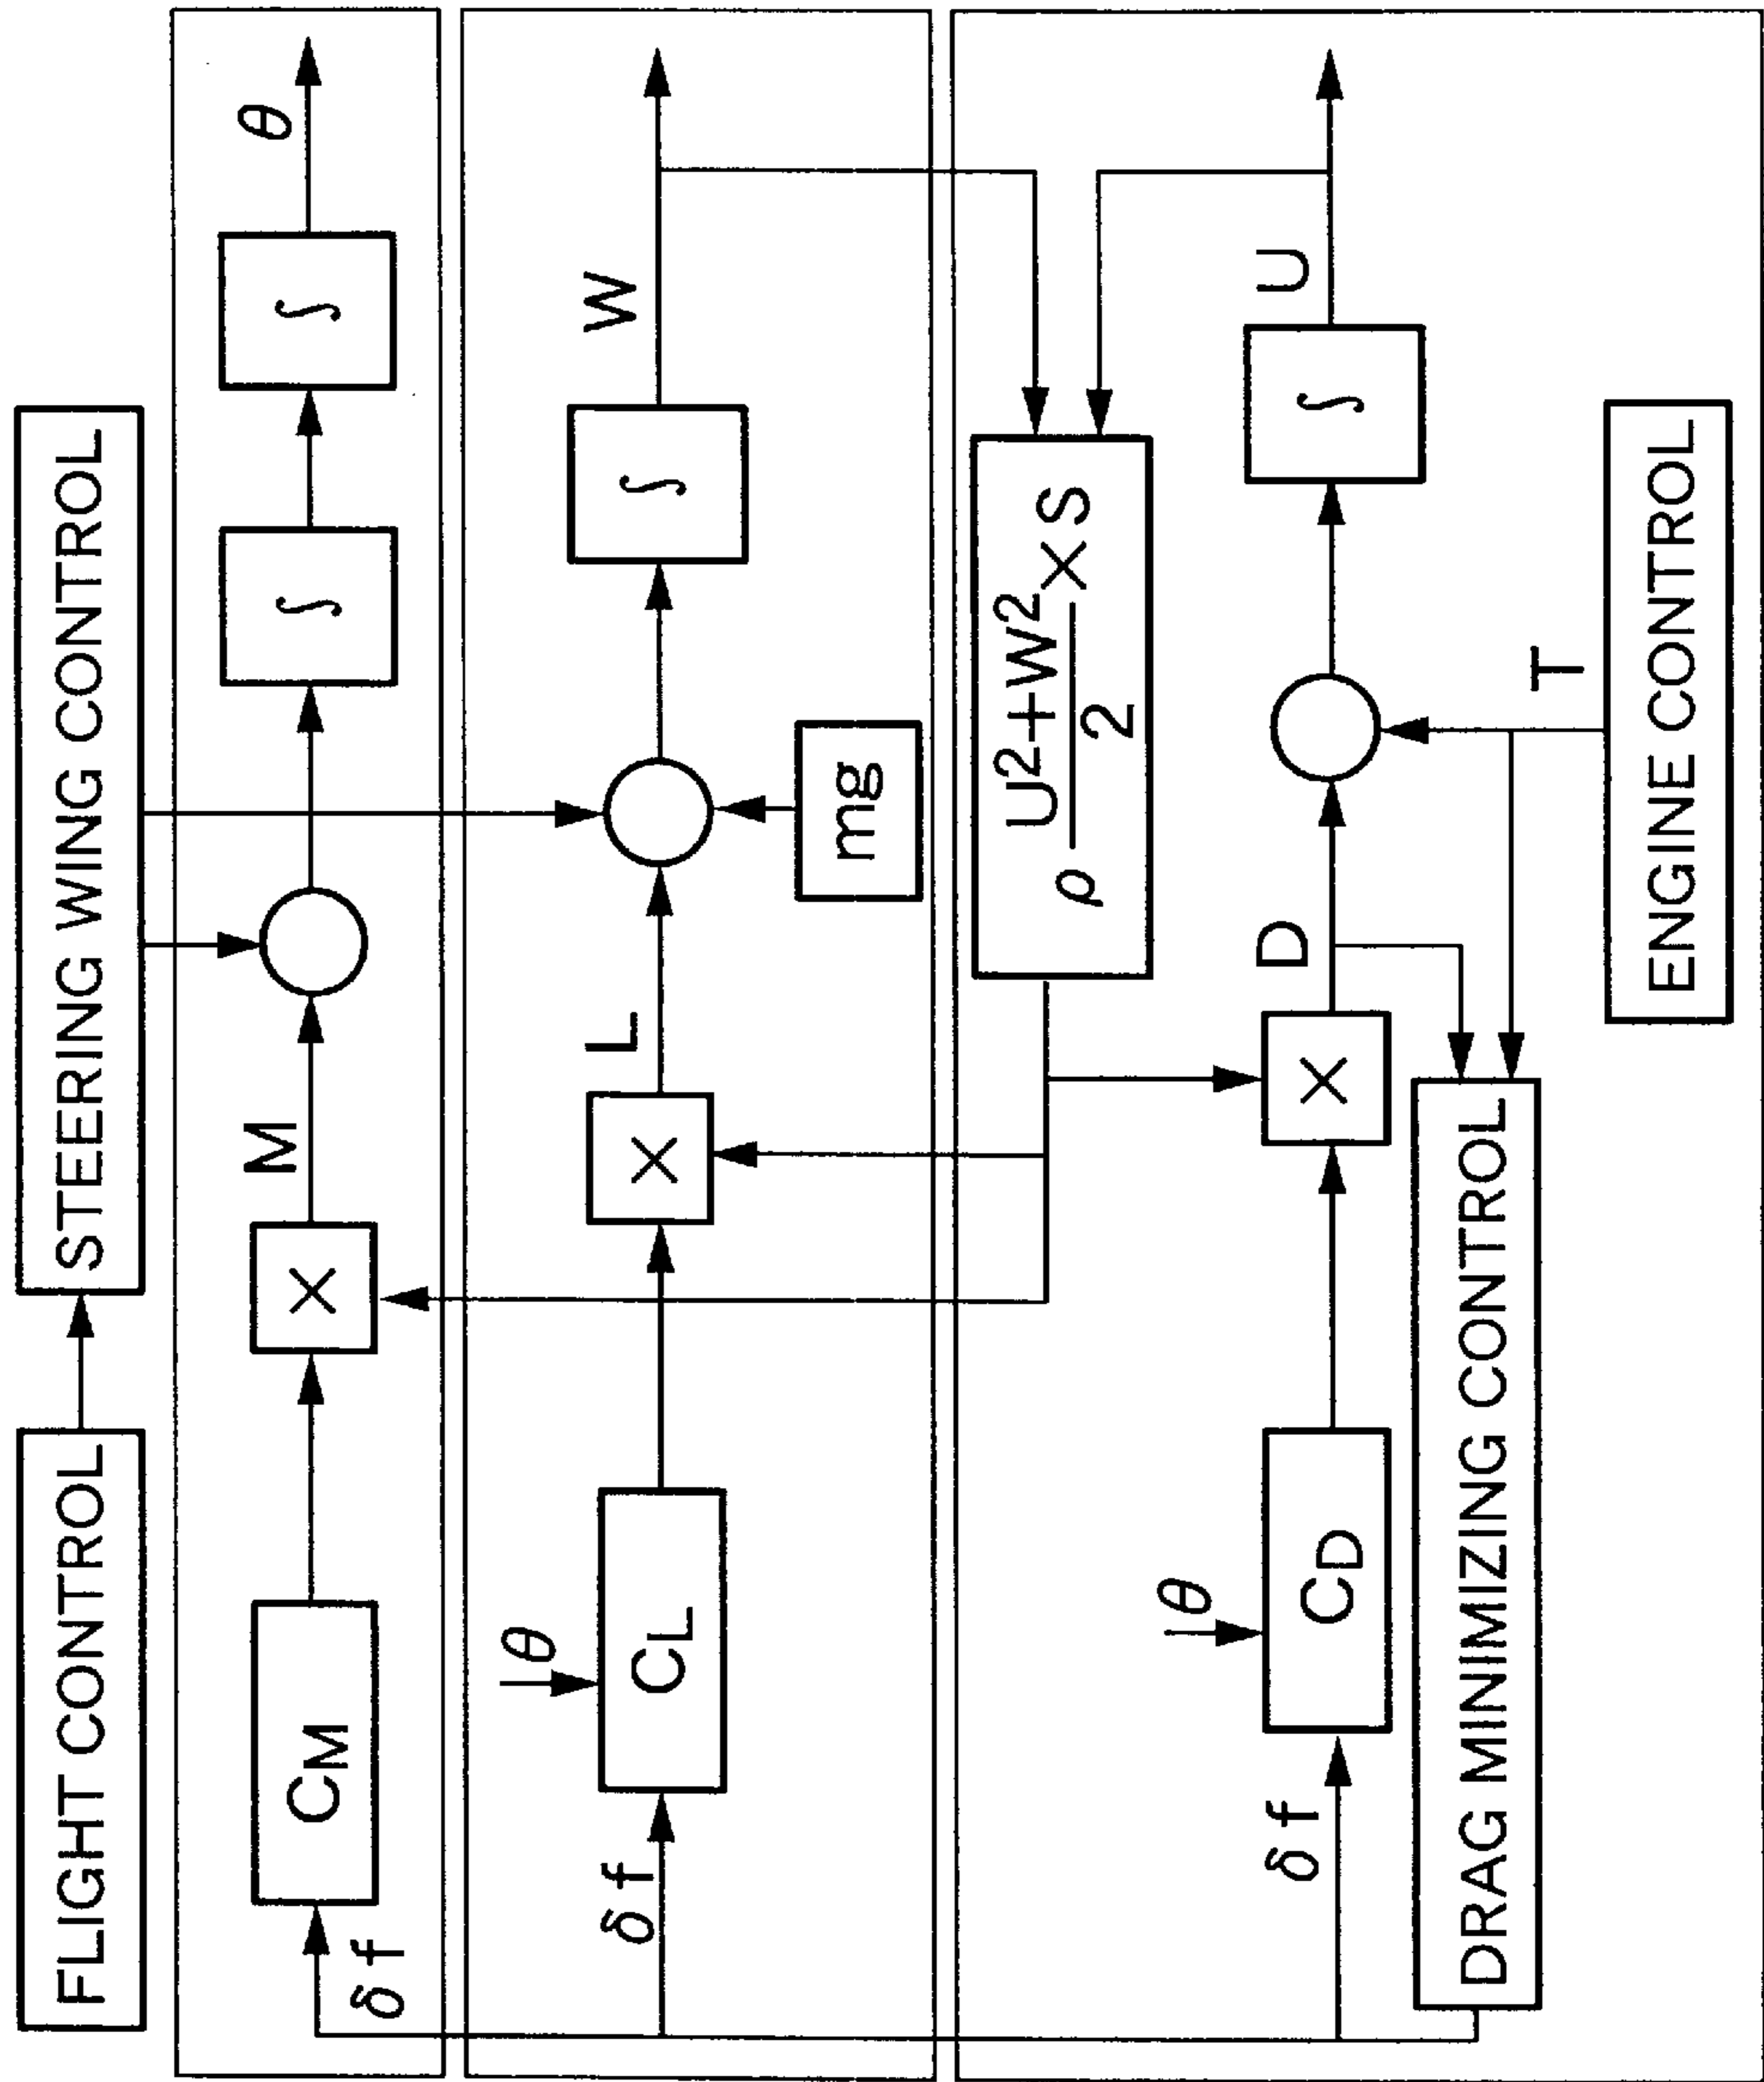 FLIGHT CONTROL
STEERING WING CONTROL
δf
CM
×
M
∫
∫
θ
δf
θ
CL
×
L
mg
∫
W
ρ U²+W²/2 ×S
δf
θ
CD
×
D
∫
U
DRAG MINIMIZING CONTROL
T
ENGINE CONTROL